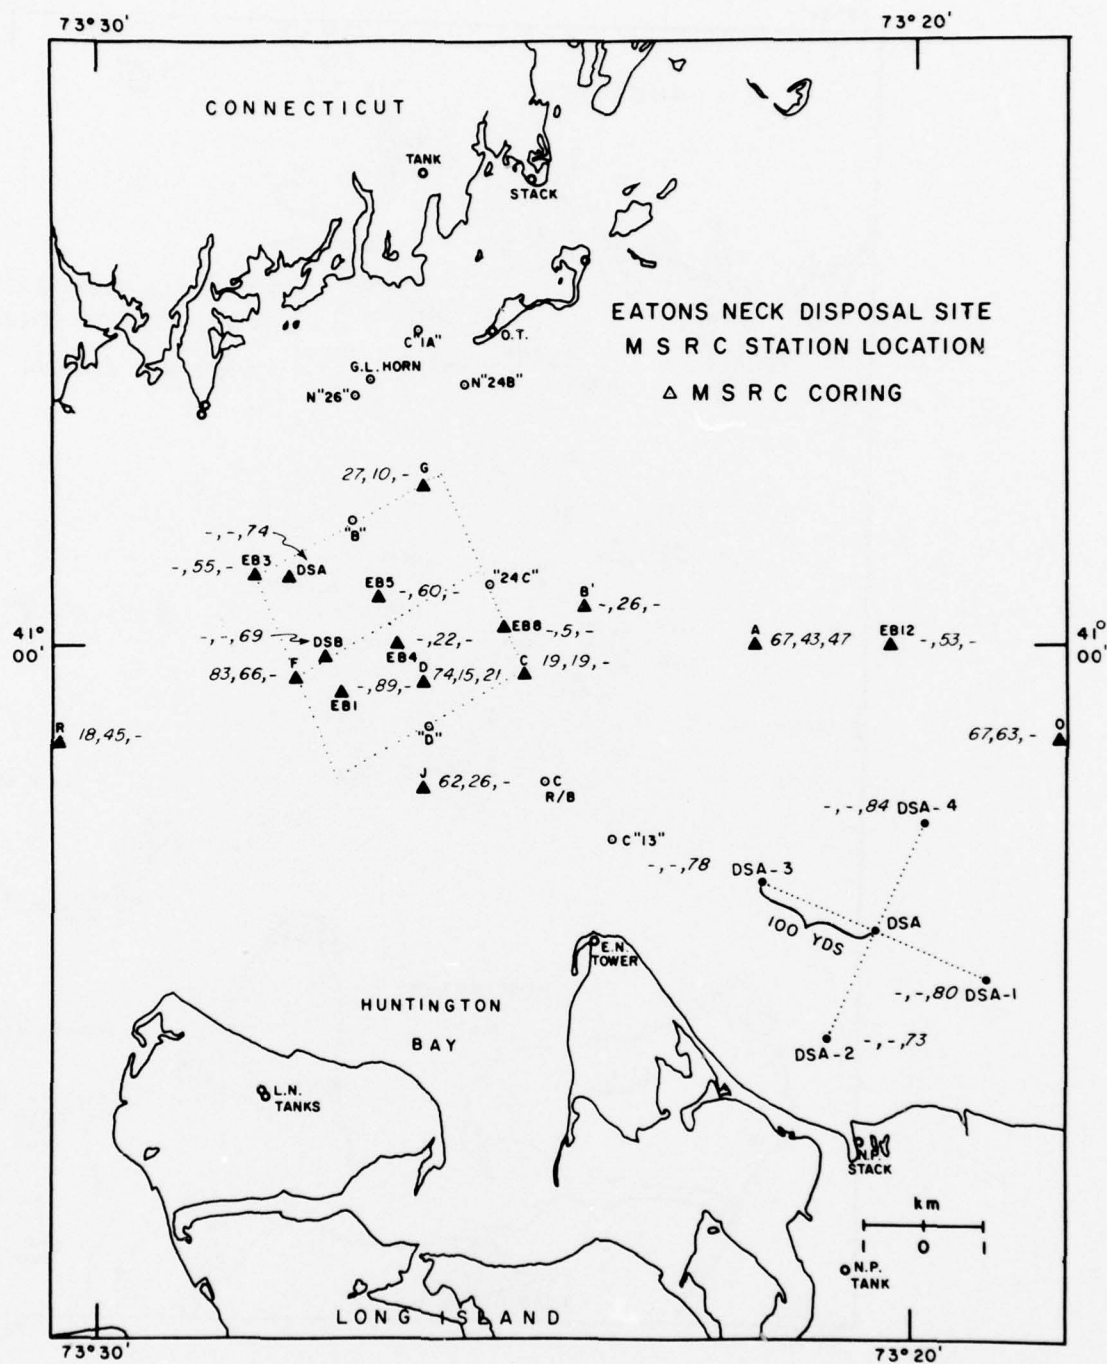 73° 30'
73° 20'
CONNECTICUT
TANK
STACK
EATONS NECK DISPOSAL SITE
M S R C STATION LOCATION
△ M S R C CORING
C"1A"
O.T.
G.L. HORN
N"26"
N"24B"
27,10,-
G
"B"
-,-,74
-,55,-
EB3
DSA
EB5
-,60,-
"24C"
B'
-,26,-
41°
00'
-,-,69
DSB
-,22,-
EB4
EB8
-,5,-
A
67,43,47
EB12
-,53,-
41°
00'
F
83,66,-
EB1
-,89,-
D
74,15,21
C
19,19,-
R
18,45,-
"D"
67,63,-
O
J
62,26,-
C
R/B
-,-,84 DSA-4
C"13"
-,-,78
DSA-3
100 YDS
DSA
E.N.
TOWER
-,-,80 DSA-1
HUNTINGTON
BAY
DSA-2 -,-,73
L.N.
TANKS
N.P.
STACK
km
1 0 1
N.P.
TANK
LONG ISLAND
73° 30'
73° 20'